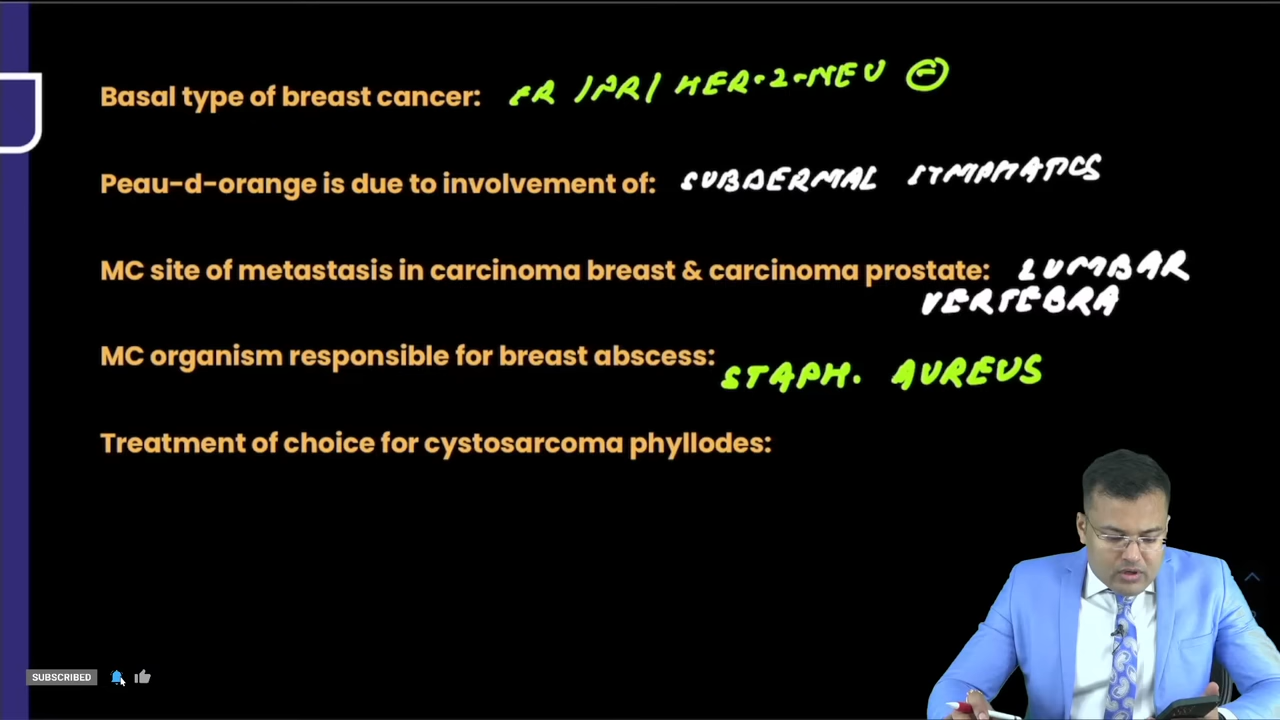 Basal type of breast cancer: ER /PR/ HER-2-NEU ⊖
Peau-d-orange is due to involvement of: SUBDERMAL LYMPHATICS
MC site of metastasis in carcinoma breast & carcinoma prostate: LUMBAR
VERTEBRA
MC organism responsible for breast abscess: STAPH. AUREUS
Treatment of choice for cystosarcoma phyllodes:
SUBSCRIBED